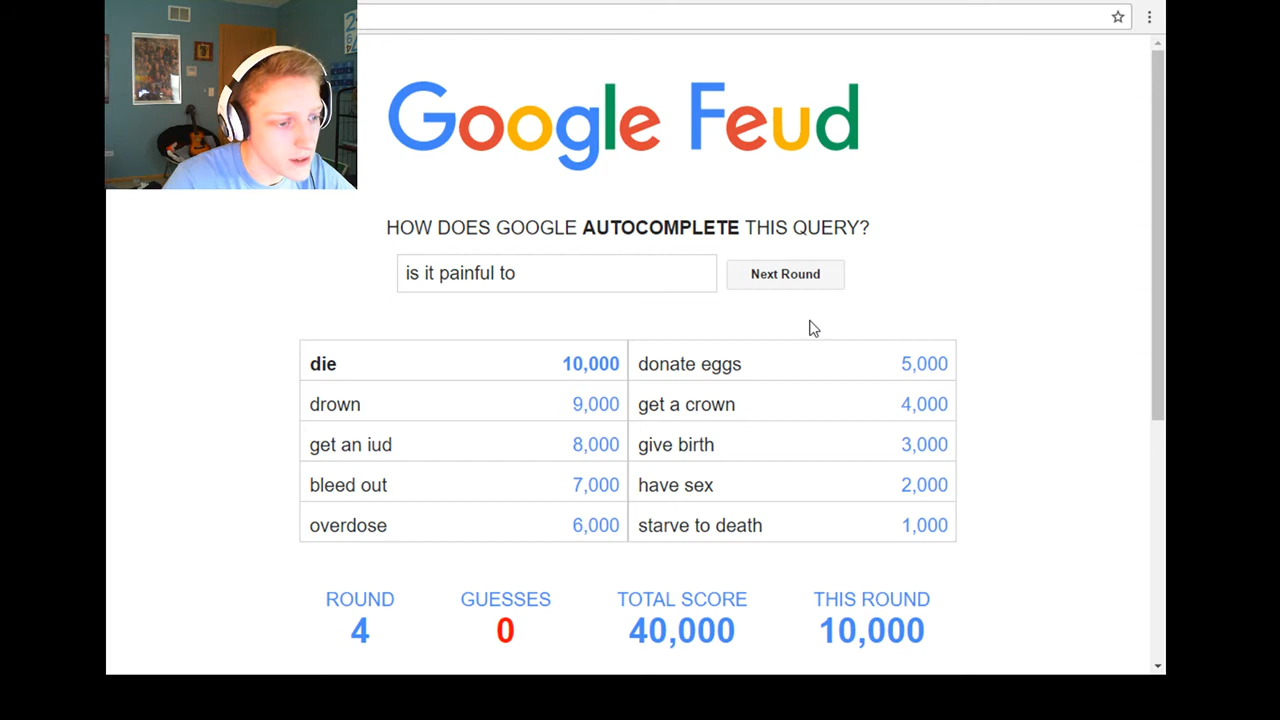 Google Feud
HOW DOES GOOGLE AUTOCOMPLETE THIS QUERY?
is it painful to
Next Round
die 10,000 donate eggs 5,000
drown 9,000 get a crown 4,000
get an iud 8,000 give birth 3,000
bleed out 7,000 have sex 2,000
overdose 6,000 starve to death 1,000
ROUND GUESSES TOTAL SCORE THIS ROUND
4 0 40,000 10,000